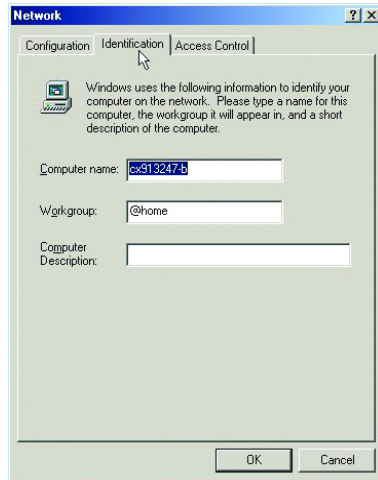 Network
Configuration Identification Access Control
Windows uses the following information to identify your
computer on the network. Please type a name for this
computer, the workgroup it will appear in, and a short
description of the computer.
Computer name: cx913247-b
Workgroup: @home
Computer
Description:
OK Cancel